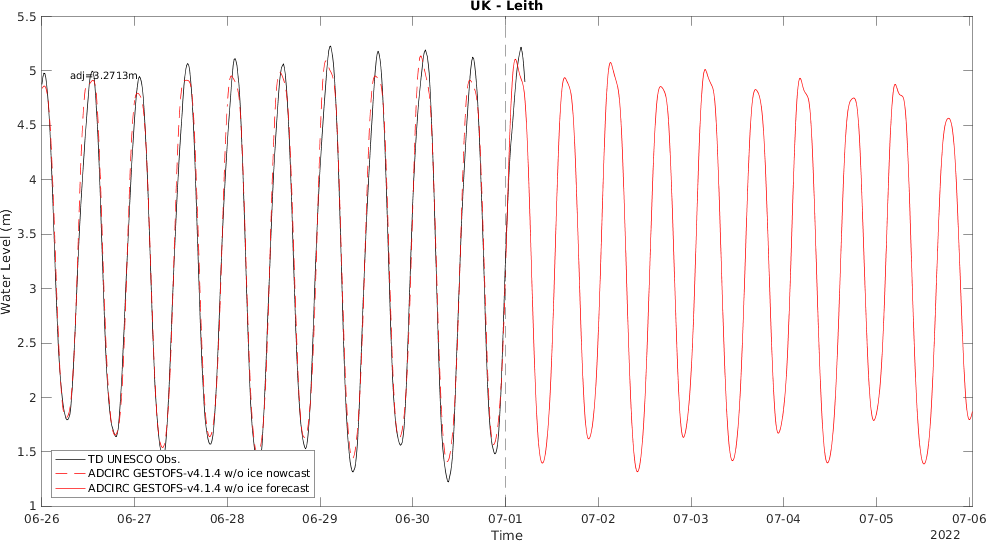 UK - Leith
5.5
5
4.5
4
3.5
3
2.5
2
1.5
1
Water Level (m)
adj=3.2713m
TD UNESCO Obs.
ADCIRC GESTOFS-v4.1.4 w/o ice nowcast
ADCIRC GESTOFS-v4.1.4 w/o ice forecast
06-26 06-27 06-28 06-29 06-30 07-01 07-02 07-03 07-04 07-05 07-06
Time
2022